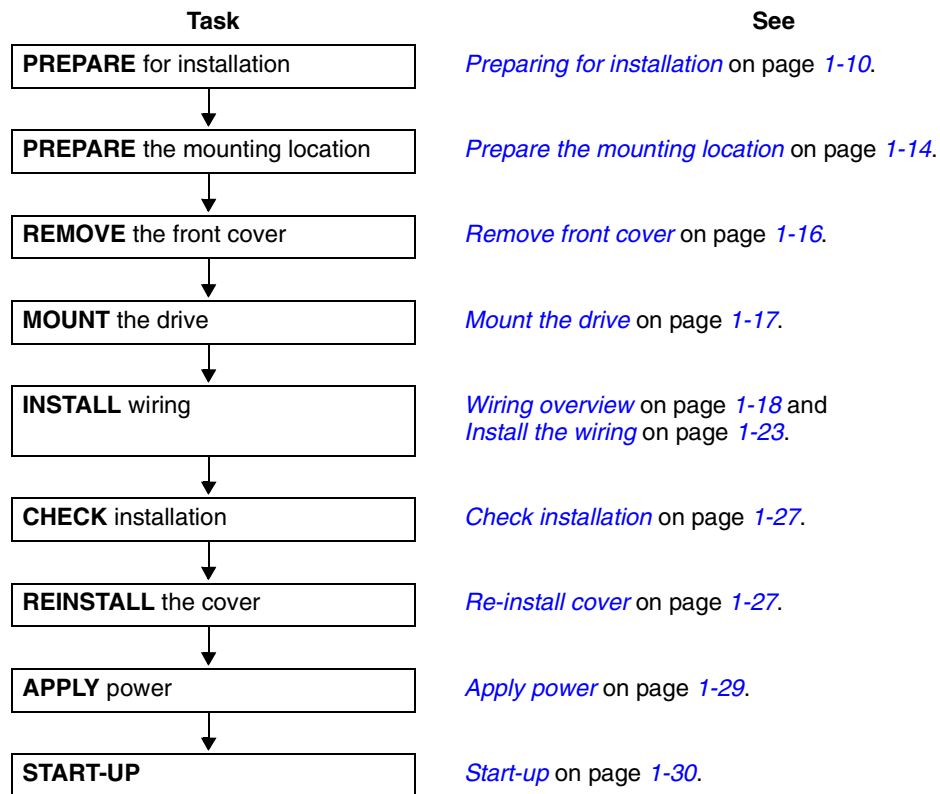 Task See
PREPARE for installation Preparing for installation on page 1-10.
PREPARE the mounting location Prepare the mounting location on page 1-14.
REMOVE the front cover Remove front cover on page 1-16.
MOUNT the drive Mount the drive on page 1-17.
INSTALL wiring Wiring overview on page 1-18 and
Install the wiring on page 1-23.
CHECK installation Check installation on page 1-27.
REINSTALL the cover Re-install cover on page 1-27.
APPLY power Apply power on page 1-29.
START-UP Start-up on page 1-30.